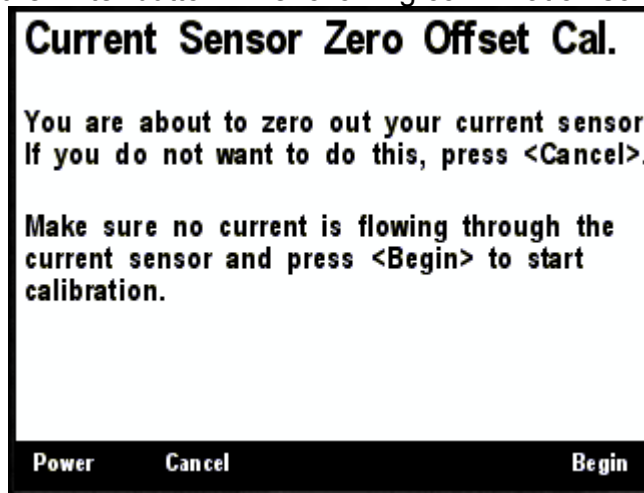 Current Sensor Zero Offset Cal.
You are about to zero out your current sensor
If you do not want to do this, press <Cancel>.
Make sure no current is flowing through the
current sensor and press <Begin> to start
calibration.
Power Cancel Begin